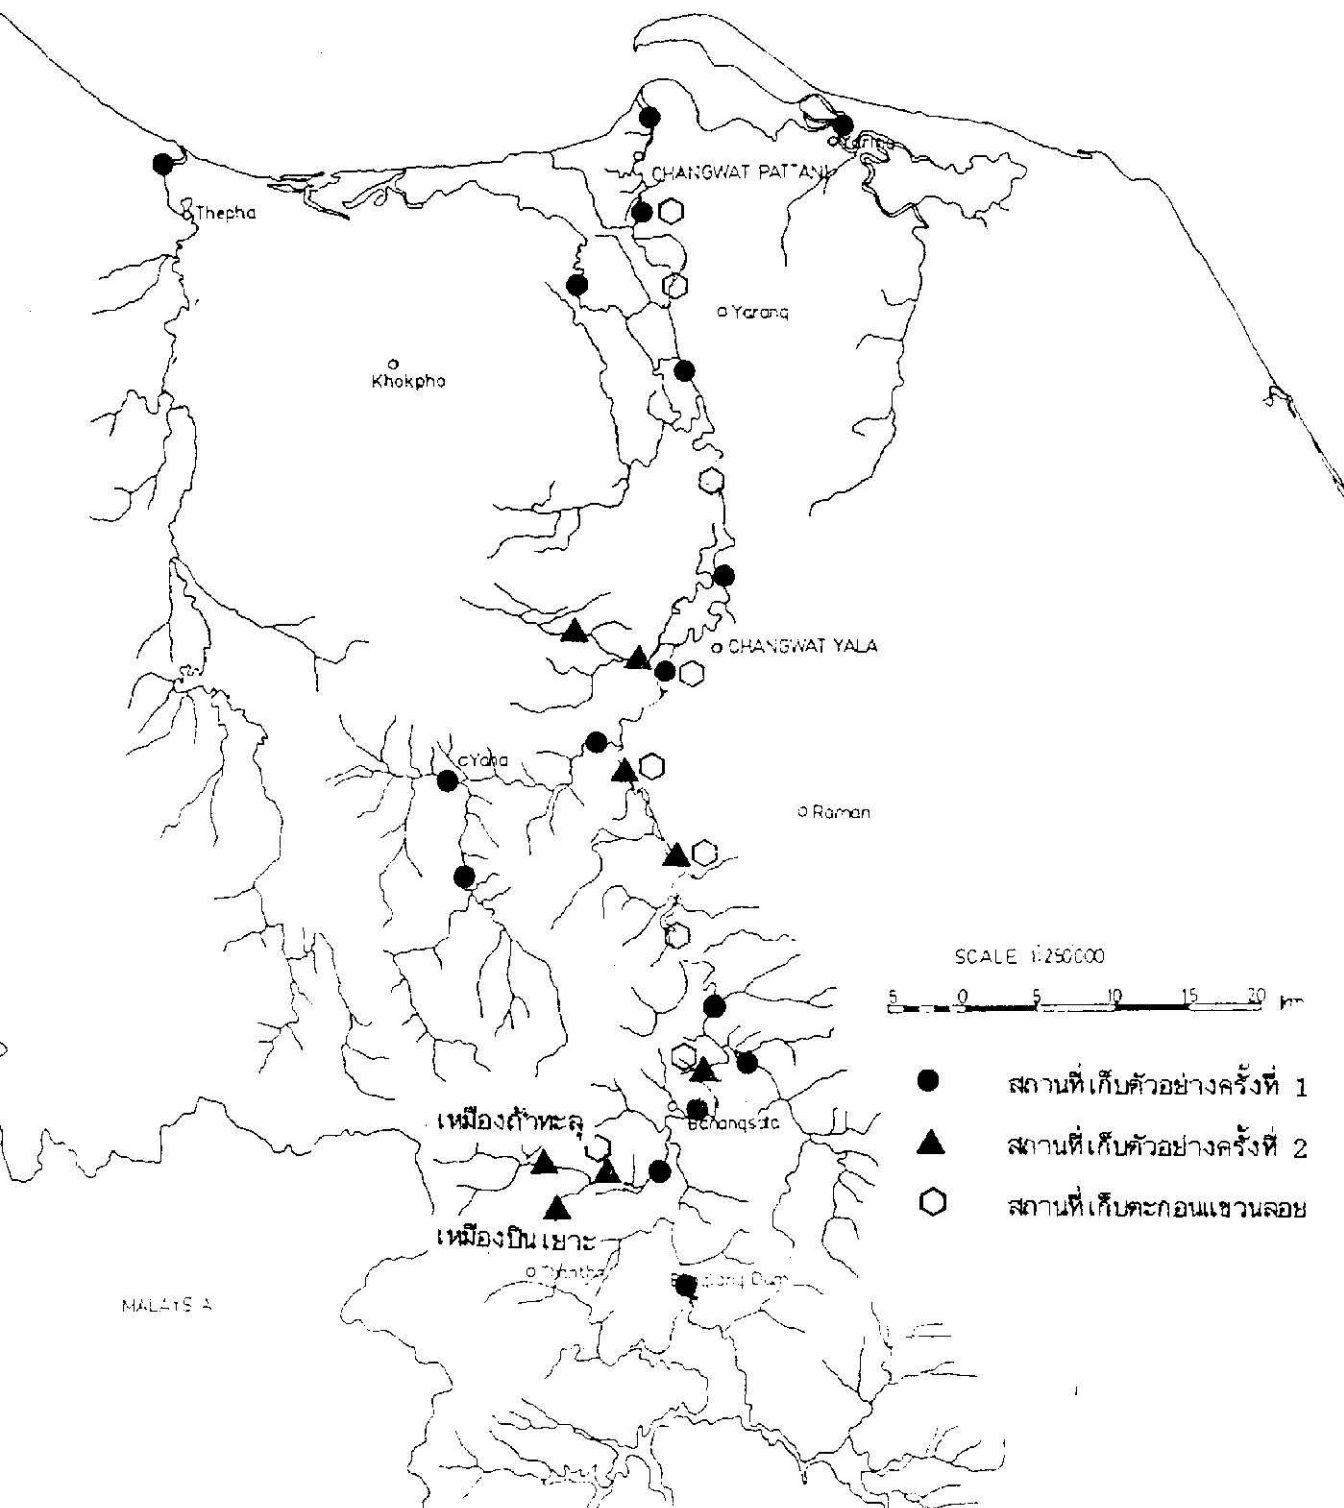 CHANGWAT PATTANI
Thepha
Yarang
Khokpho
CHANGWAT YALA
Yaha
Raman
SCALE 1:250000
5 0 5 10 15 20 km
สถานที่เก็บตัวอย่างครั้งที่ 1
เหมืองถ้ำทะลุ
สถานที่เก็บตัวอย่างครั้งที่ 2
สถานที่เก็บตะกอนแขวนลอย
เหมืองปินเยาะ
MALAYSIA